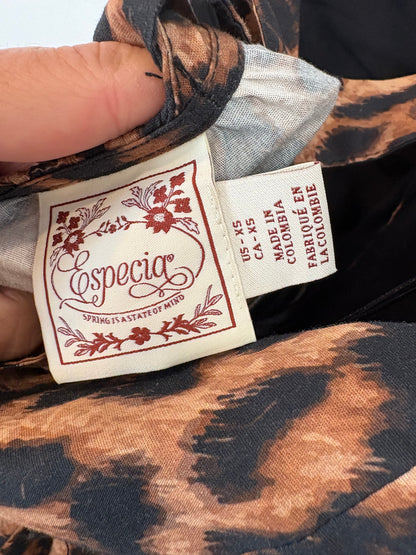 Especia
SPRING IS A STATE OF MIND
US - XS
CA - XS
MADE IN
COLOMBIA
FABRIQUÉ EN
LA COLOMBIE